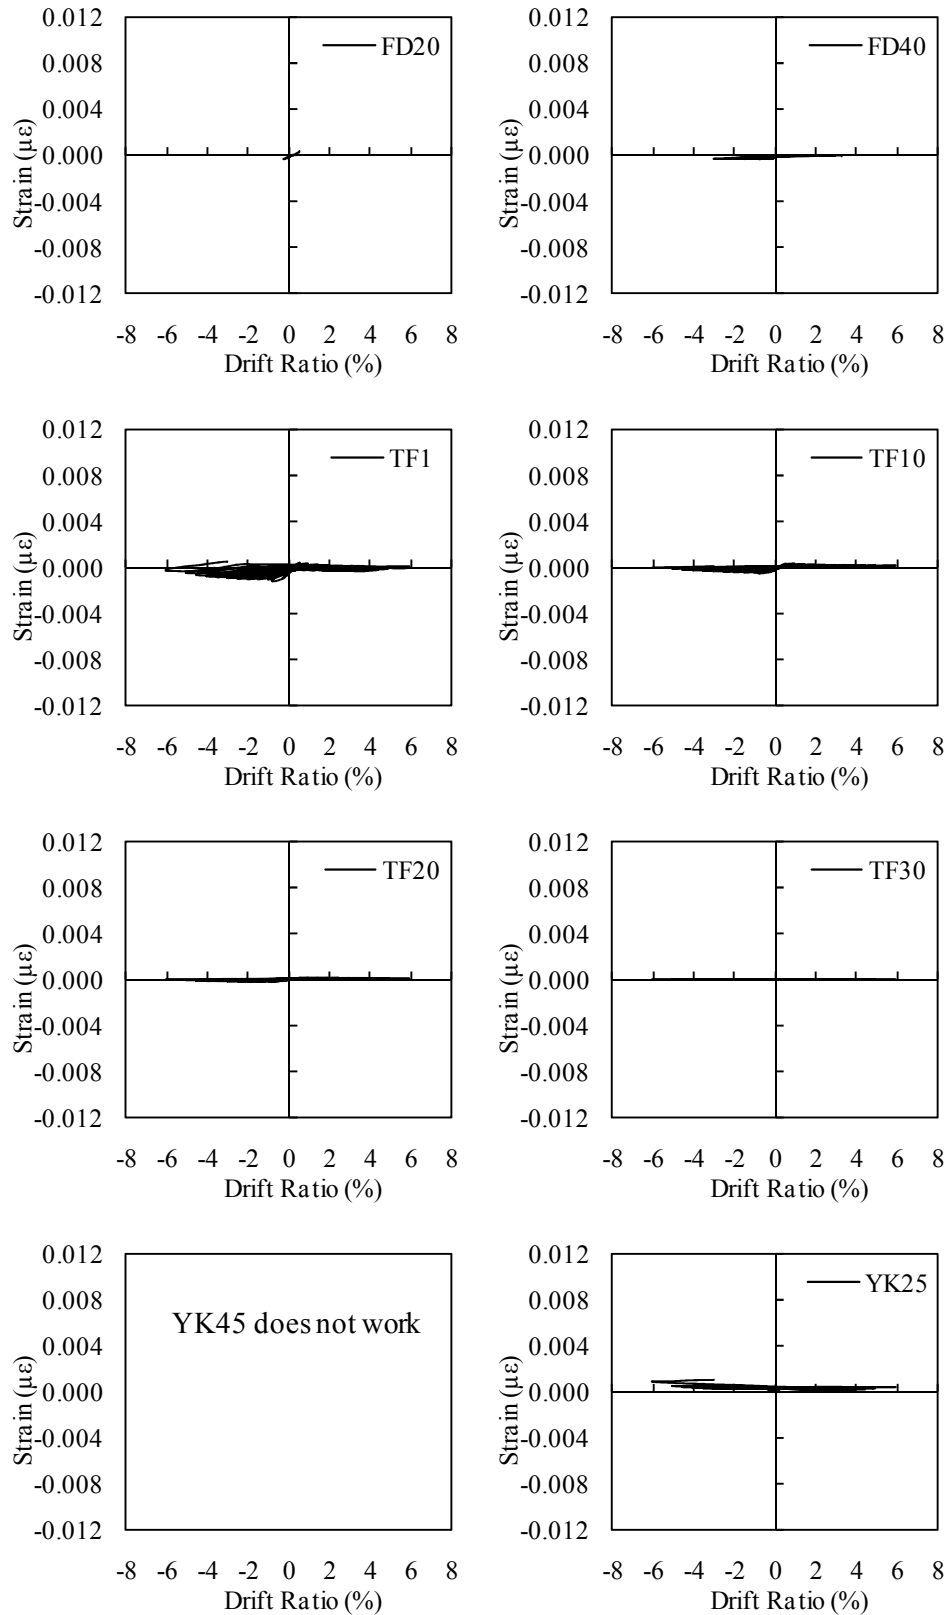 0.012
0.008
0.004
0.000
-0.004
-0.008
-0.012
Strain (με)
FD20
-8 -6 -4 -2 0 2 4 6 8
Drift Ratio (%)
0.012
0.008
0.004
0.000
-0.004
-0.008
-0.012
Strain (με)
FD40
-8 -6 -4 -2 0 2 4 6 8
Drift Ratio (%)
0.012
0.008
0.004
0.000
-0.004
-0.008
-0.012
Strain (με)
TF1
-8 -6 -4 -2 0 2 4 6 8
Drift Ratio (%)
0.012
0.008
0.004
0.000
-0.004
-0.008
-0.012
Strain (με)
TF10
-8 -6 -4 -2 0 2 4 6 8
Drift Ratio (%)
0.012
0.008
0.004
0.000
-0.004
-0.008
-0.012
Strain (με)
TF20
-8 -6 -4 -2 0 2 4 6 8
Drift Ratio (%)
0.012
0.008
0.004
0.000
-0.004
-0.008
-0.012
Strain (με)
TF30
-8 -6 -4 -2 0 2 4 6 8
Drift Ratio (%)
0.012
0.008
0.004
0.000
-0.004
-0.008
-0.012
Strain (με)
YK45 does not work
-8 -6 -4 -2 0 2 4 6 8
Drift Ratio (%)
0.012
0.008
0.004
0.000
-0.004
-0.008
-0.012
Strain (με)
YK25
-8 -6 -4 -2 0 2 4 6 8
Drift Ratio (%)